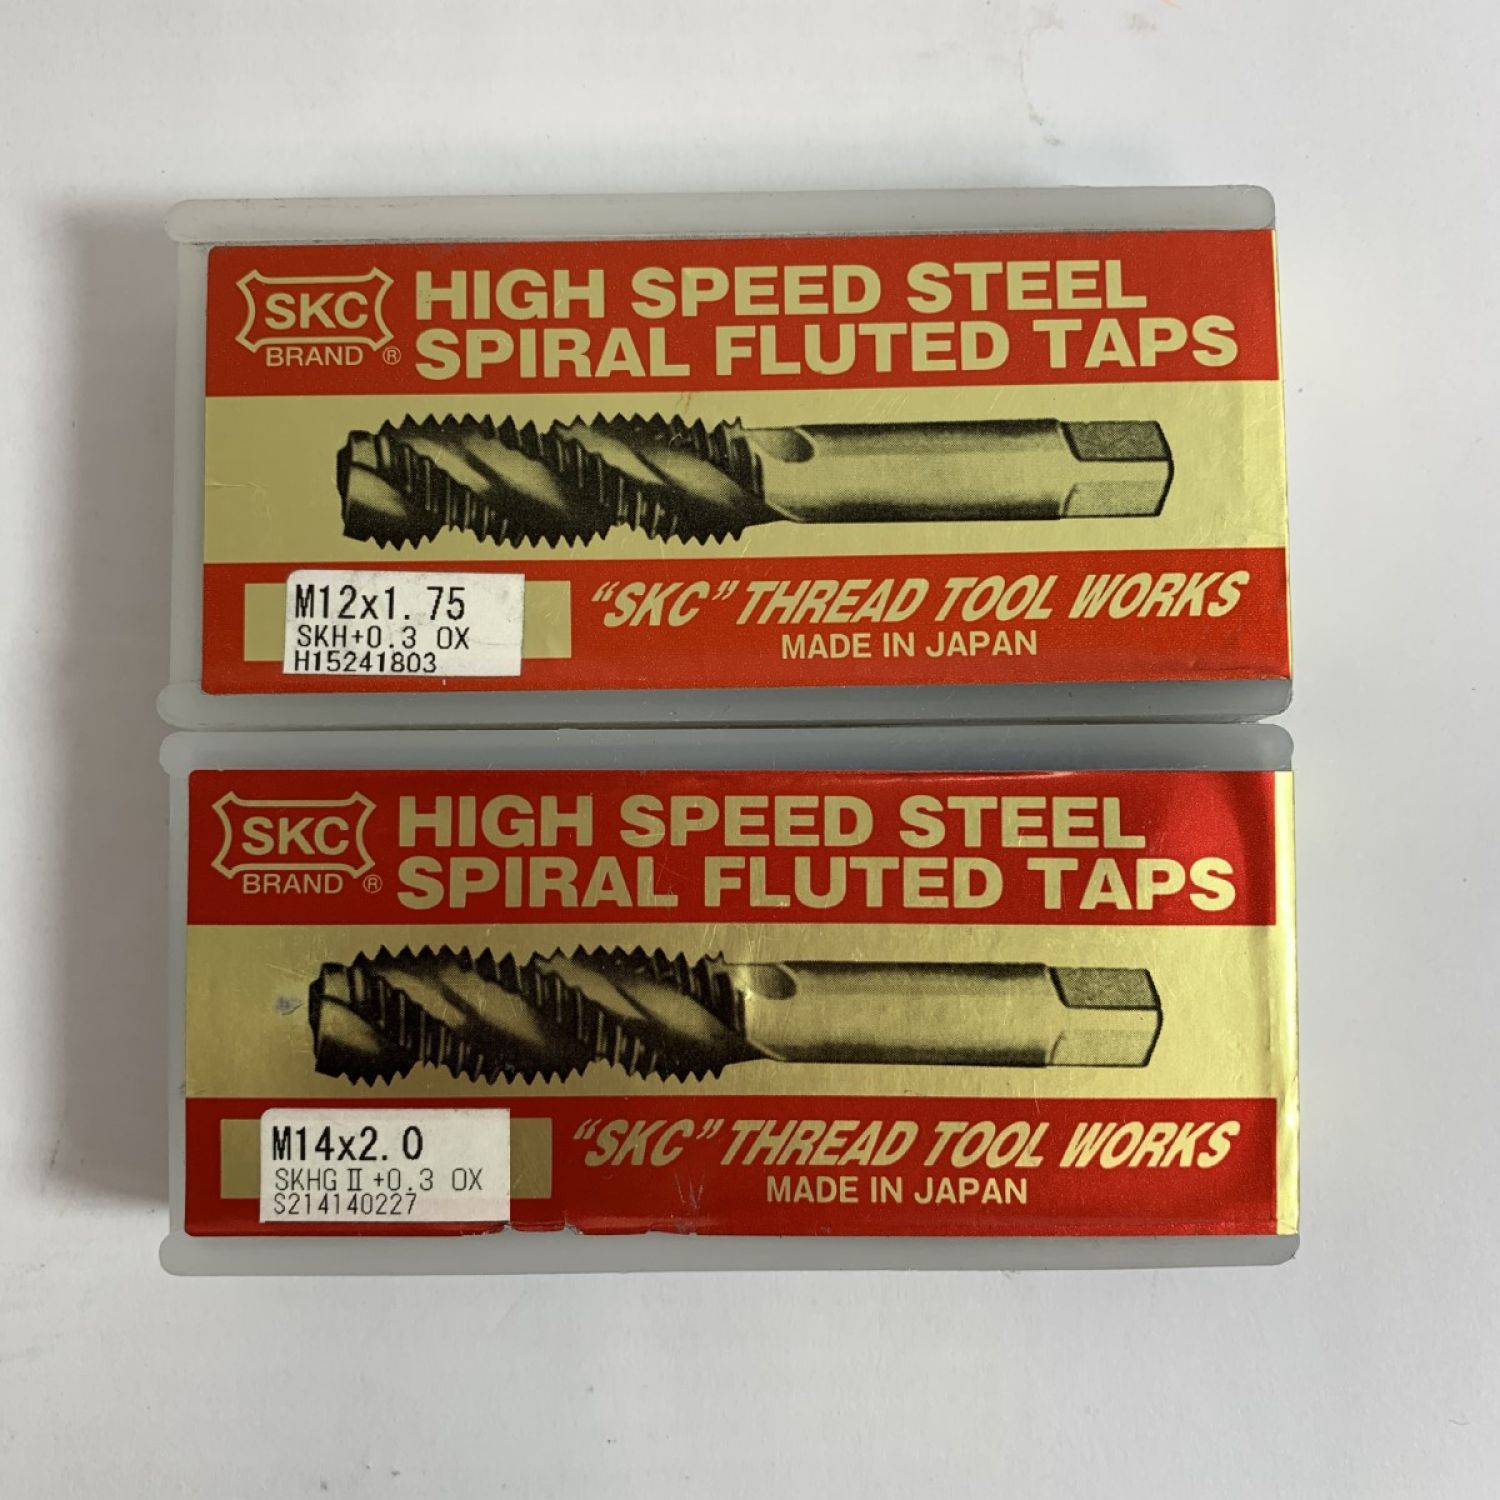 SKC
BRAND ®
HIGH SPEED STEEL
SPIRAL FLUTED TAPS
M12x1.75
SKH+0.3 OX
H15241803
“SKC” THREAD TOOL WORKS
MADE IN JAPAN
SKC
BRAND ®
HIGH SPEED STEEL
SPIRAL FLUTED TAPS
M14x2.0
SKHGⅡ+0.3 OX
S214140227
“SKC” THREAD TOOL WORKS
MADE IN JAPAN